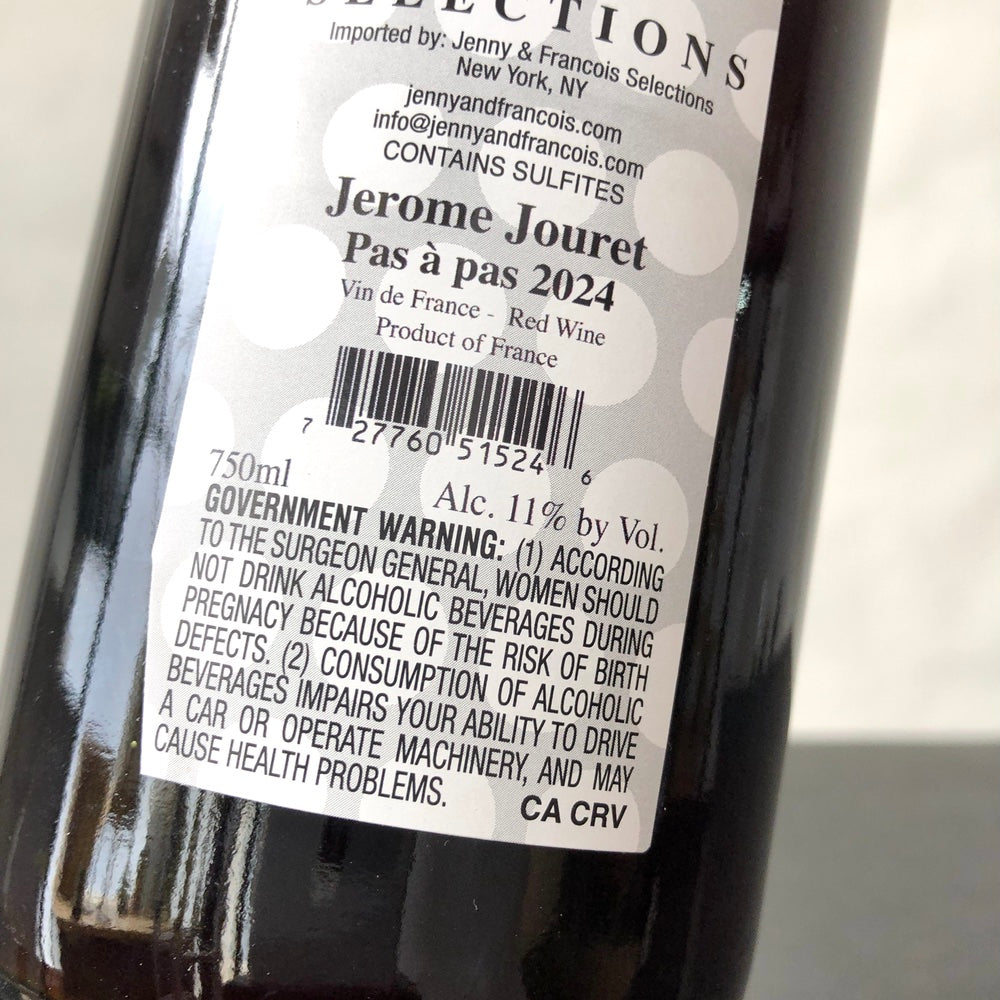 SELECTIONS
Imported by: Jenny & Francois Selections
New York, NY
jennyandfrancois.com
info@jennyandfrancois.com
CONTAINS SULFITES
Jerome Jouret
Pas à pas 2024
Vin de France - Red Wine
Product of France
7 27760 51524 6
750ml
Alc. 11% by Vol.
GOVERNMENT WARNING: (1) ACCORDING
TO THE SURGEON GENERAL, WOMEN SHOULD
NOT DRINK ALCOHOLIC BEVERAGES DURING
PREGNACY BECAUSE OF THE RISK OF BIRTH
DEFECTS. (2) CONSUMPTION OF ALCOHOLIC
BEVERAGES IMPAIRS YOUR ABILITY TO DRIVE
A CAR OR OPERATE MACHINERY, AND MAY
CAUSE HEALTH PROBLEMS.
CA CRV